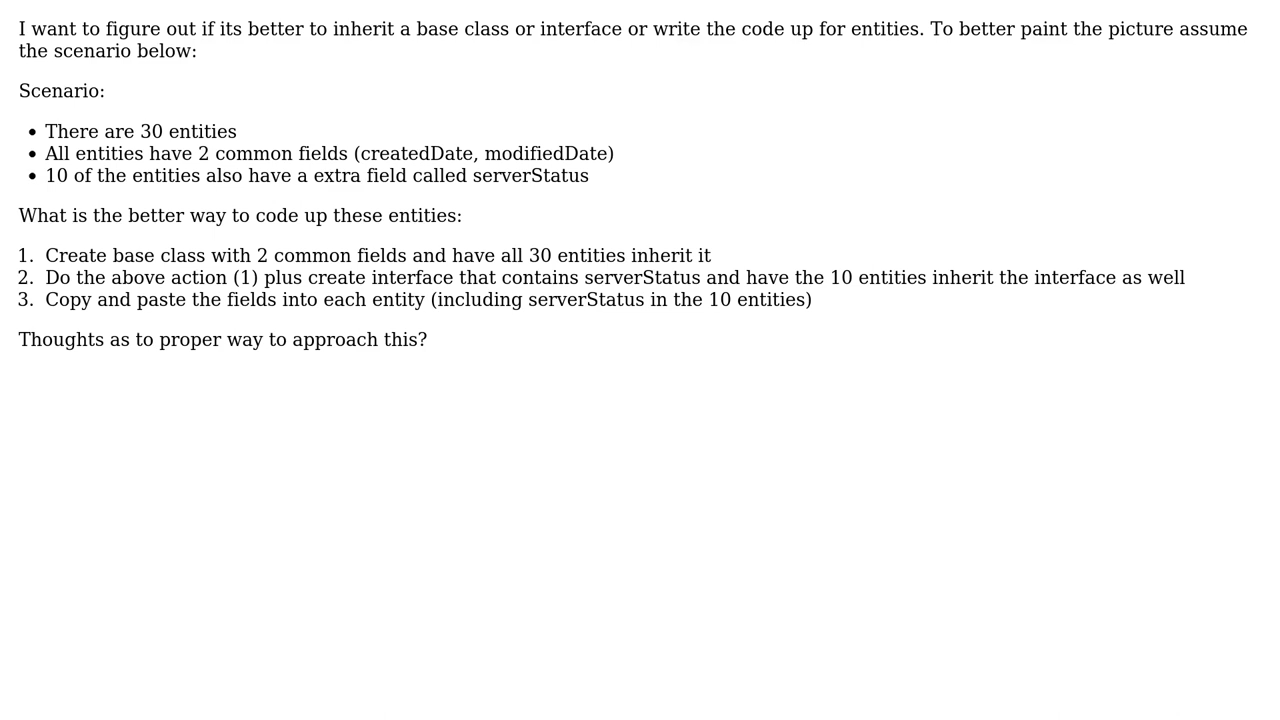 I want to figure out if its better to inherit a base class or interface or write the code up for entities. To better paint the picture assume
the scenario below:
Scenario:
• There are 30 entities
• All entities have 2 common fields (createdDate, modifiedDate)
• 10 of the entities also have a extra field called serverStatus
What is the better way to code up these entities:
1. Create base class with 2 common fields and have all 30 entities inherit it
2. Do the above action (1) plus create interface that contains serverStatus and have the 10 entities inherit the interface as well
3. Copy and paste the fields into each entity (including serverStatus in the 10 entities)
Thoughts as to proper way to approach this?